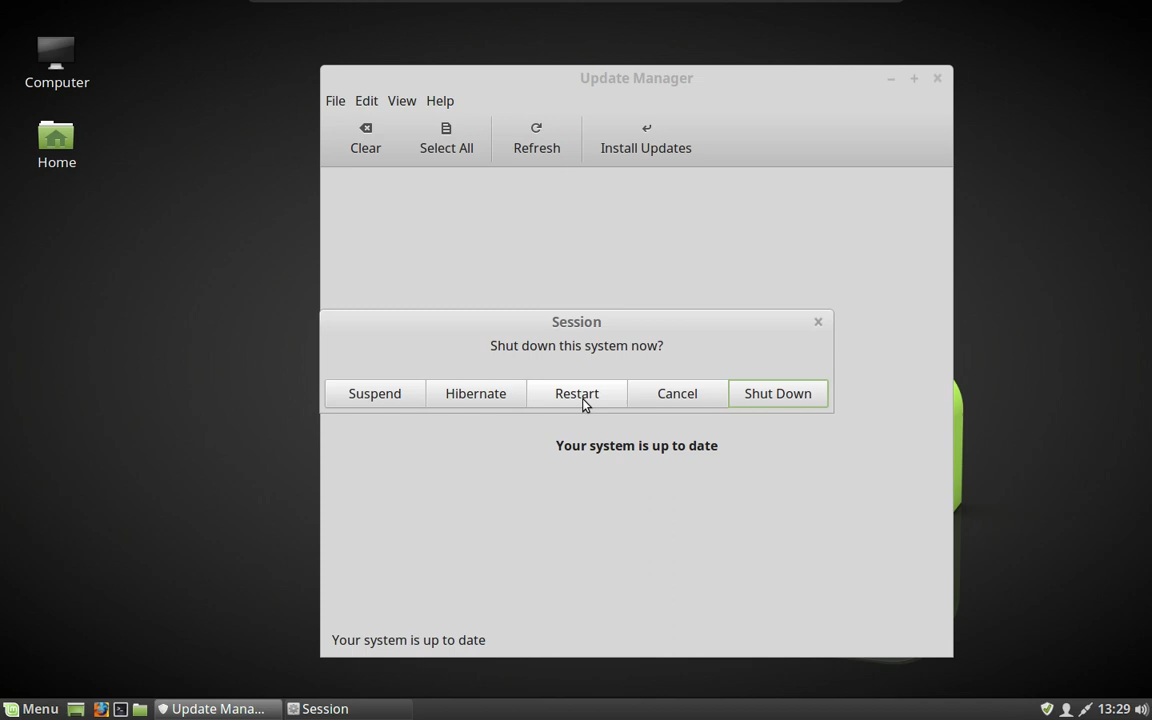 Computer
Home
Update Manager
File Edit View Help
Clear Select All Refresh Install Updates
Session
Shut down this system now?
Suspend Hibernate Restart Cancel Shut Down
Your system is up to date
Your system is up to date
Menu Update Mana... Session 13:29